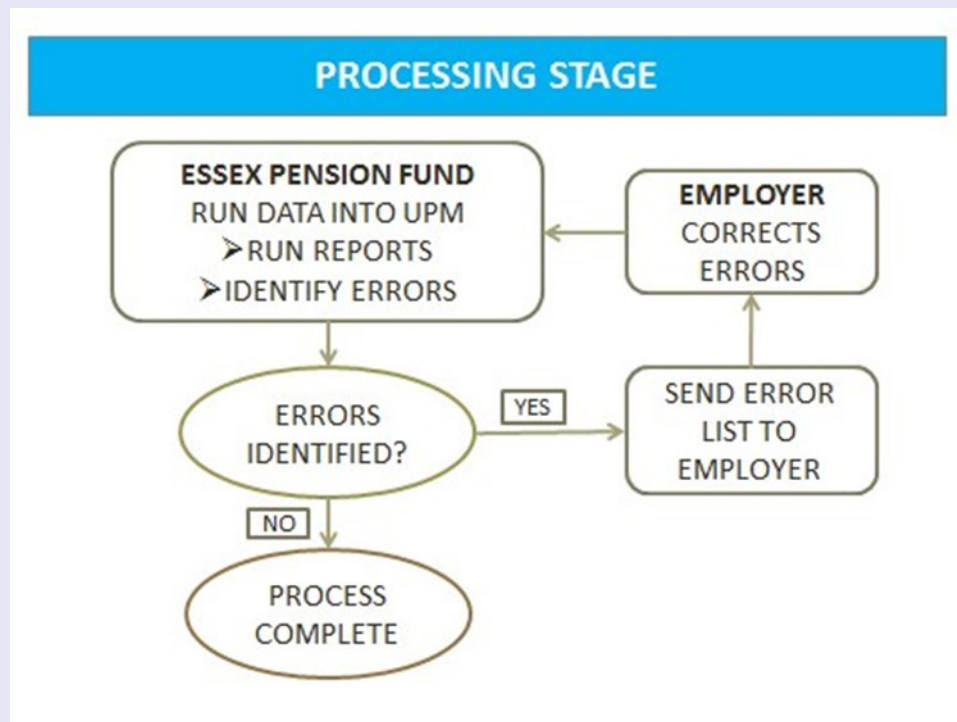 PROCESSING STAGE
ESSEX PENSION FUND
RUN DATA INTO UPM
➢RUN REPORTS
➢IDENTIFY ERRORS
EMPLOYER
CORRECTS
ERRORS
ERRORS
IDENTIFIED?
YES
SEND ERROR
LIST TO
EMPLOYER
NO
PROCESS
COMPLETE